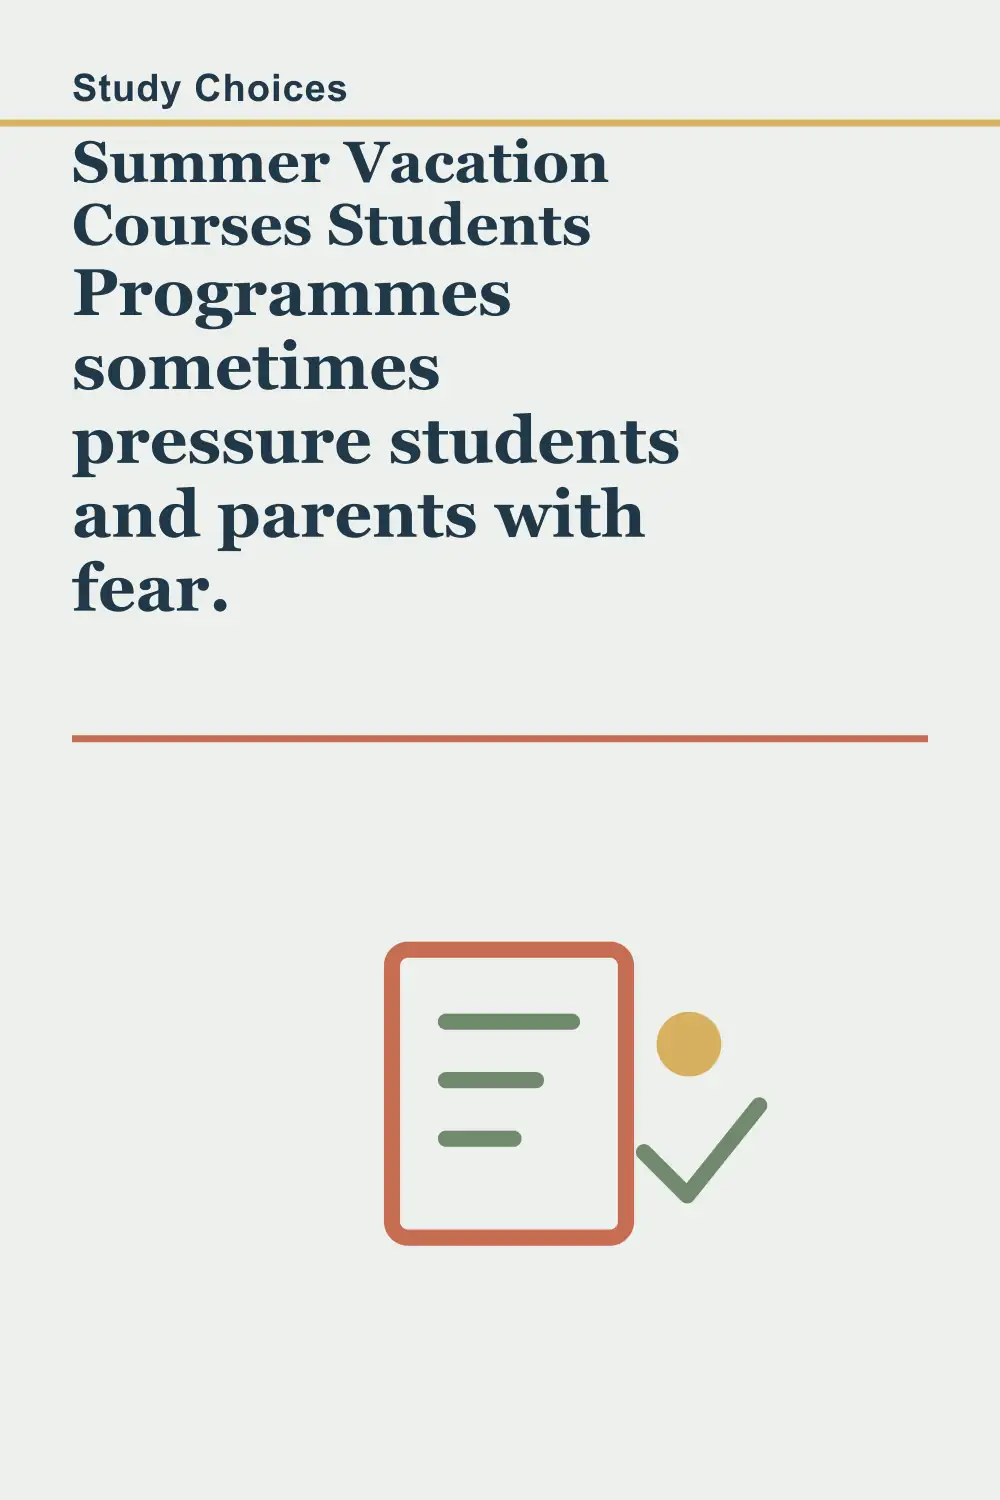 Study Choices
Summer Vacation
Courses Students
Programmes
sometimes
pressure students
and parents with
fear.